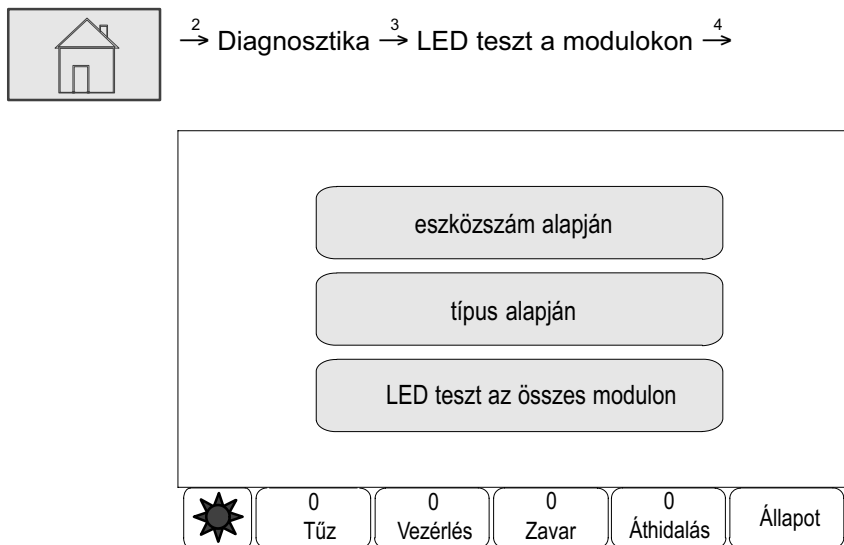 2→ Diagnosztika 3→ LED teszt a modulokon 4→
eszközszám alapján
típus alapján
LED teszt az összes modulon
0 0 0 0
Tűz Vezérlés Zavar Áthidalás Állapot